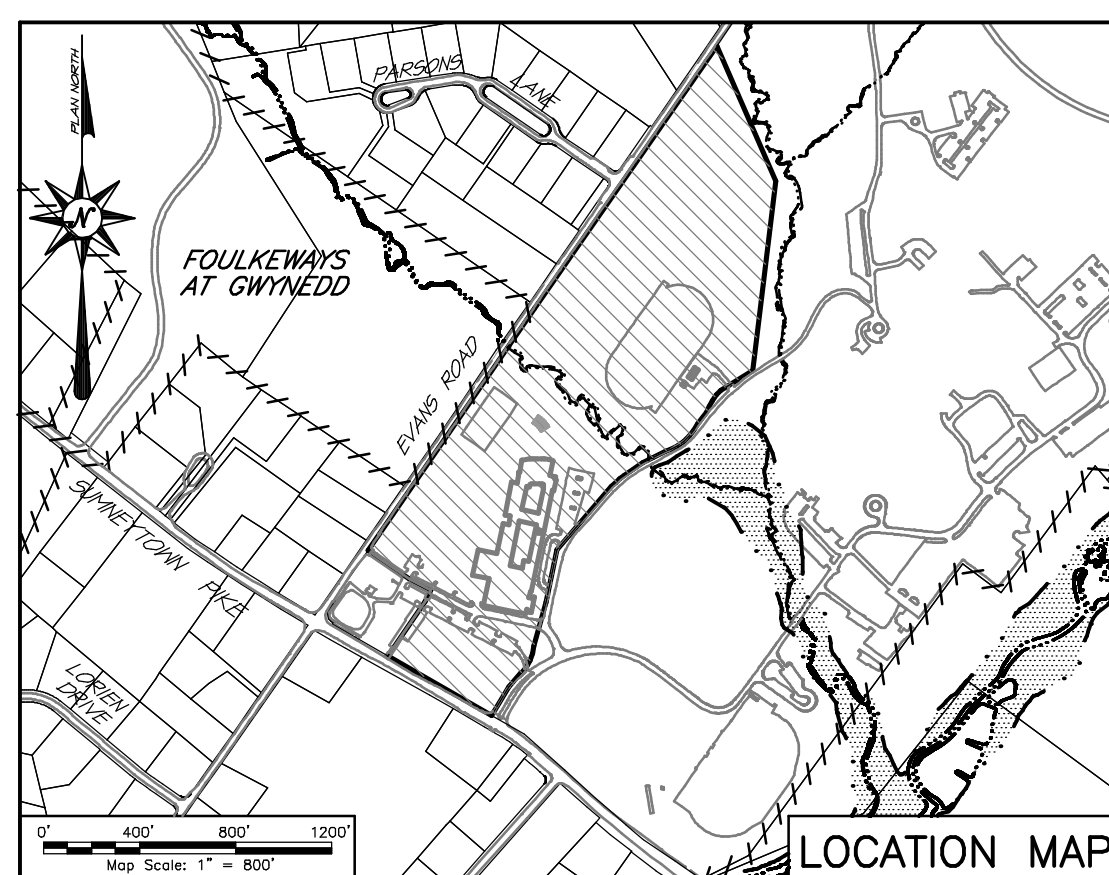 PLAN NORTH
N
PARSONS
LANE
FOULKEWAYS
AT GWYNEDD
EVANS ROAD
SUMNEYTOWN PIKE
LORIEN
DRIVE
0' 400' 800' 1200'
Map Scale: 1" = 800'
LOCATION MAP